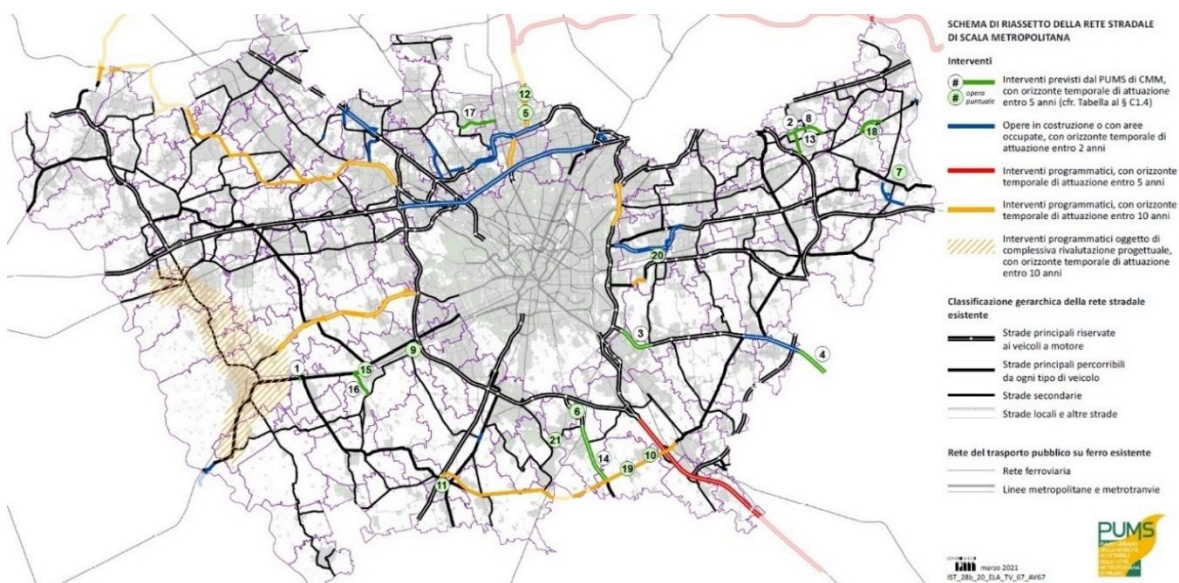 SCHEMA DI RIASSETTO DELLA RETE STRADALE
DI SCALA METROPOLITANA
Interventi
# Interventi previsti dal PUMS di CMM,
# opera puntuale con orizzonte temporale di attuazione
entro 5 anni (cfr. Tabella al § C1.4)
Opere in costruzione o con aree
occupate, con orizzonte temporale di
attuazione entro 2 anni
Interventi programmatici, con orizzonte
temporale di attuazione entro 5 anni
Interventi programmatici, con orizzonte
temporale di attuazione entro 10 anni
Interventi programmatici oggetto di
complessiva rivalutazione progettuale,
con orizzonte temporale di attuazione
entro 10 anni
Classificazione gerarchica della rete stradale
esistente
Strade principali riservate
ai veicoli a motore
Strade principali percorribili
da ogni tipo di veicolo
Strade secondarie
Strade locali e altre strade
Rete del trasporto pubblico su ferro esistente
Rete ferroviaria
Linee metropolitane e metrotranvie
PUMS
marzo 2021
IST_28b_20_ELA_TV_67_AV67
12
17
5
2
8
13
18
7
20
3
4
9
1
15
16
6
21
14
19
10
11